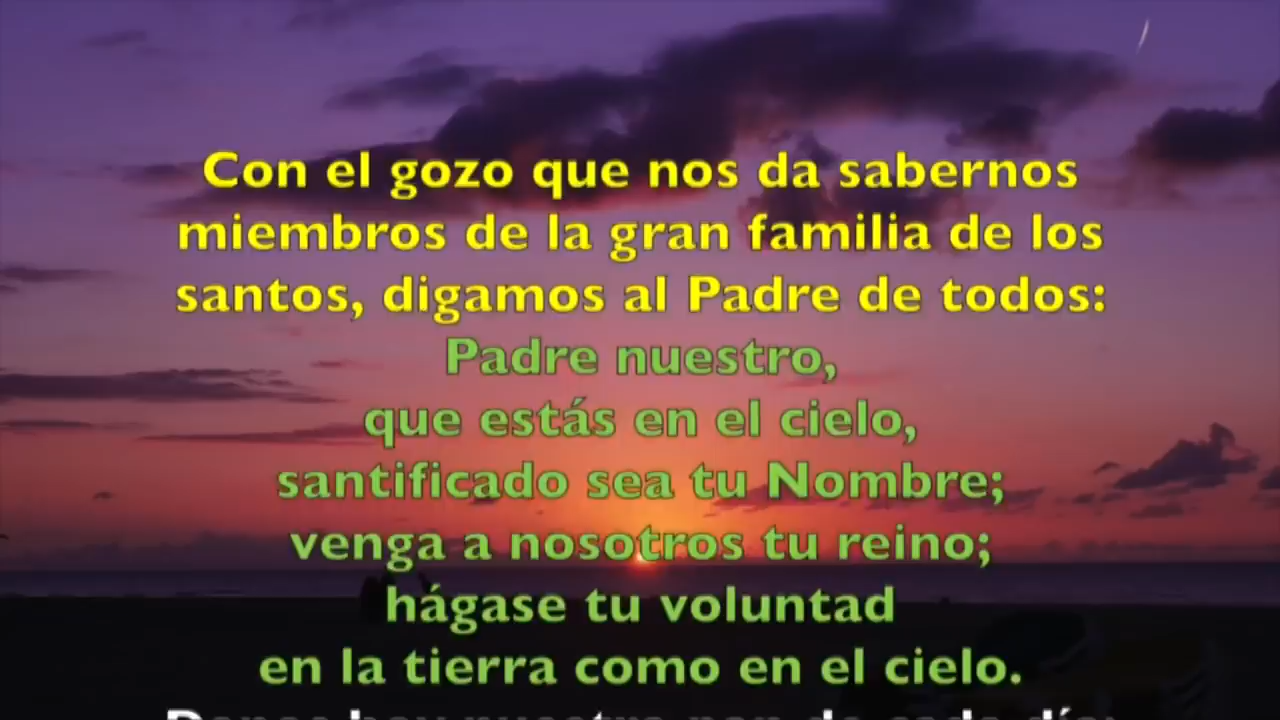 Con el gozo que nos da sabernos
miembros de la gran familia de los
santos, digamos al Padre de todos:
Padre nuestro,
que estás en el cielo,
santificado sea tu Nombre;
venga a nosotros tu reino;
hágase tu voluntad
en la tierra como en el cielo.